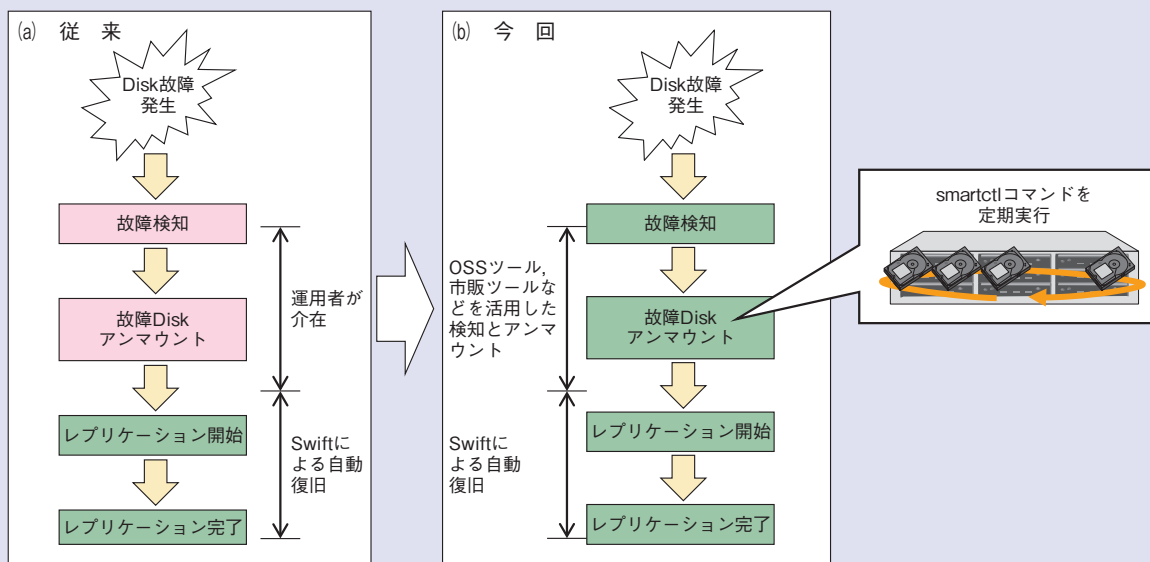 (a) 従 来
Disk故障
発生
故障検知
故障Disk
アンマウント
レプリケーション開始
レプリケーション完了
運用者が
介在
Swiftに
よる自動
復旧
(b) 今 回
Disk故障
発生
故障検知
故障Disk
アンマウント
レプリケーション開始
レプリケーション完了
OSSツール,
市販ツールな
どを活用した
検知とアンマ
ウント
Swiftに
よる自動
復旧
smartctlコマンドを
定期実行